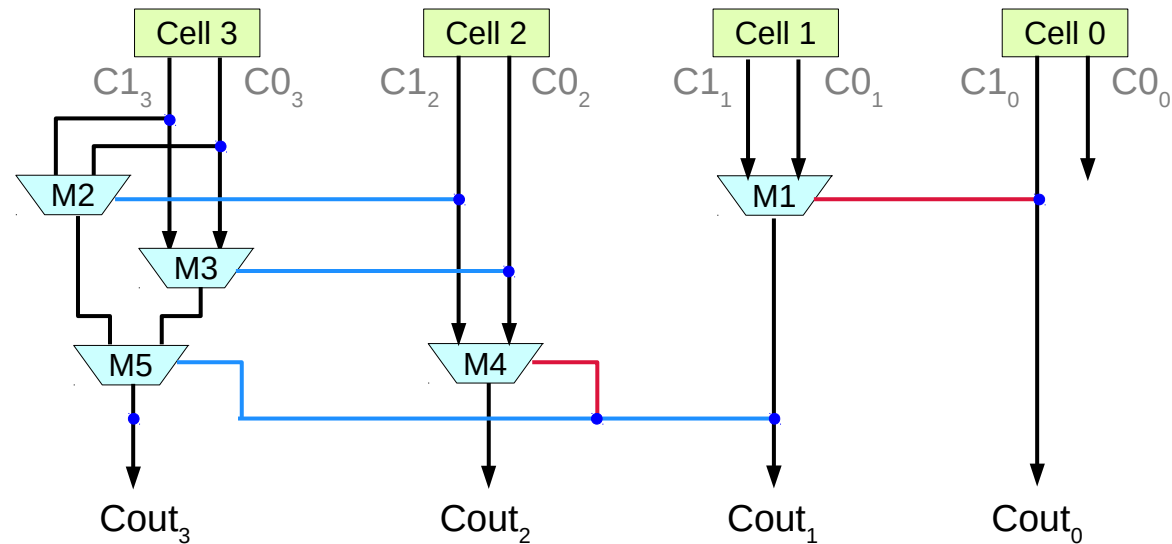 Cell 3 Cell 2 Cell 1 Cell 0
C1₃ C0₃ C1₂ C0₂ C1₁ C0₁ C1₀ C0₀
M2 M1
M3
M5 M4
Cout₃ Cout₂ Cout₁ Cout₀